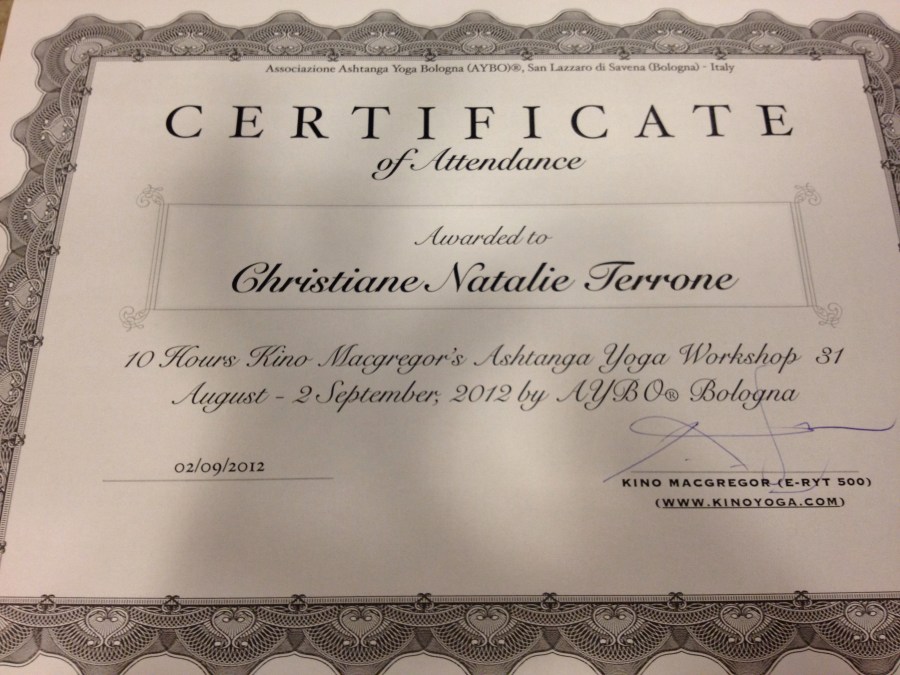 Associazione Ashtanga Yoga Bologna (AYBO)®, San Lazzaro di Savena (Bologna) - Italy
CERTIFICATE
of Attendance
Awarded to
Christiane Natalie Terrone
10 Hours Kino Macgregor's Ashtanga Yoga Workshop 31
August - 2 September, 2012 by AYBO® Bologna
02/09/2012
KINO MACGREGOR (E-RYT 500)
(WWW.KINOYOGA.COM)